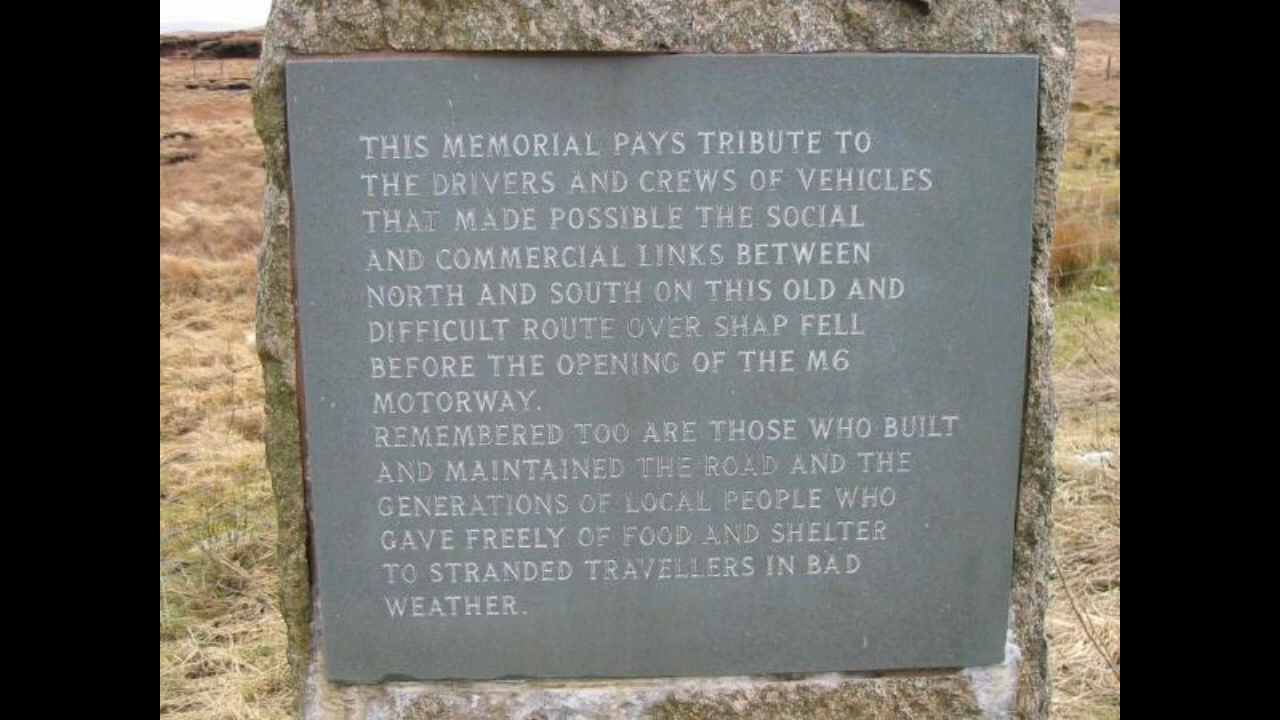 THIS MEMORIAL PAYS TRIBUTE TO
THE DRIVERS AND CREWS OF VEHICLES
THAT MADE POSSIBLE THE SOCIAL
AND COMMERCIAL LINKS BETWEEN
NORTH AND SOUTH ON THIS OLD AND
DIFFICULT ROUTE OVER SHAP FELL
BEFORE THE OPENING OF THE M6
MOTORWAY.
REMEMBERED TOO ARE THOSE WHO BUILT
AND MAINTAINED THE ROAD AND THE
GENERATIONS OF LOCAL PEOPLE WHO
GAVE FREELY OF FOOD AND SHELTER
TO STRANDED TRAVELLERS IN BAD
WEATHER.